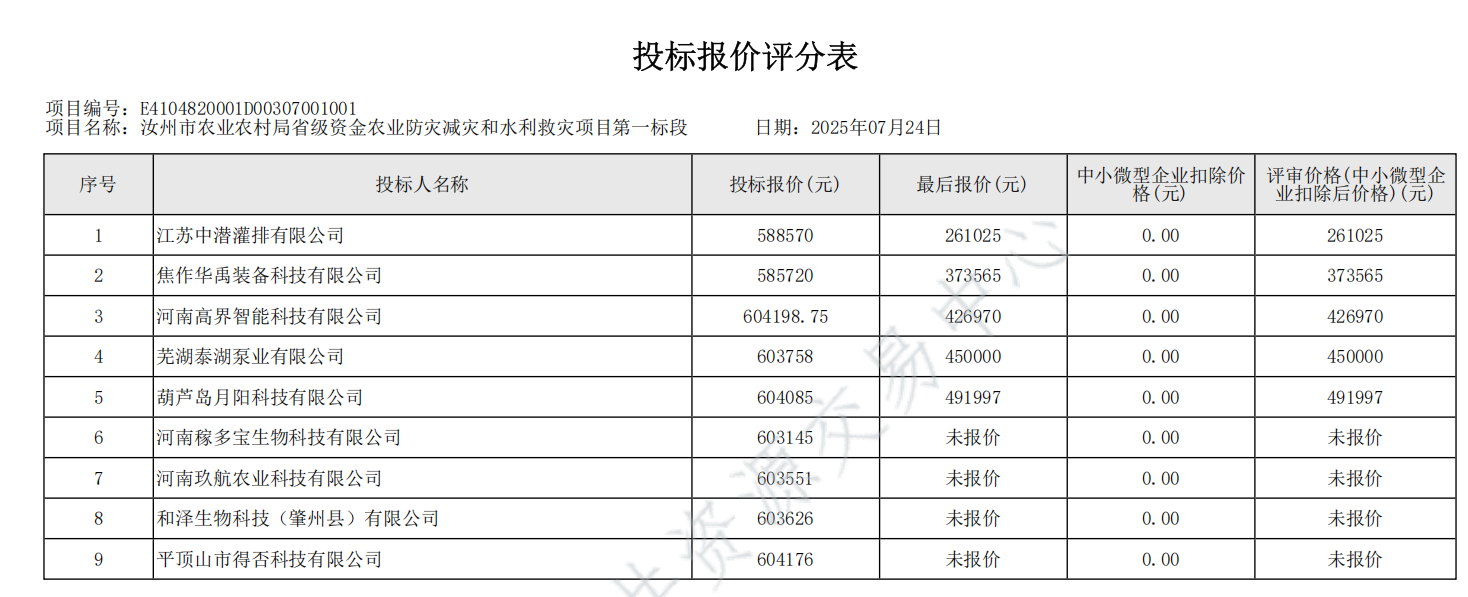 投标报价评分表
项目编号：E4104820001D00307001001
项目名称：汝州市农业农村局省级资金农业防灾减灾和水利救灾项目第一标段 日期：2025年07月24日
序号 投标人名称 投标报价(元) 最后报价(元) 中小微型企业扣除价格(元) 评审价格(中小微型企业扣除后价格)(元)
1 江苏中潜灌排有限公司 588570 261025 0.00 261025
2 焦作华禹装备科技有限公司 585720 373565 0.00 373565
3 河南高界智能科技有限公司 604198.75 426970 0.00 426970
4 芜湖泰湖泵业有限公司 603758 450000 0.00 450000
5 葫芦岛月阳科技有限公司 604085 491997 0.00 491997
6 河南稼多宝生物科技有限公司 603145 未报价 0.00 未报价
7 河南玖航农业科技有限公司 603551 未报价 0.00 未报价
8 和泽生物科技（肇州县）有限公司 603626 未报价 0.00 未报价
9 平顶山市得否科技有限公司 604176 未报价 0.00 未报价
资源交易中心